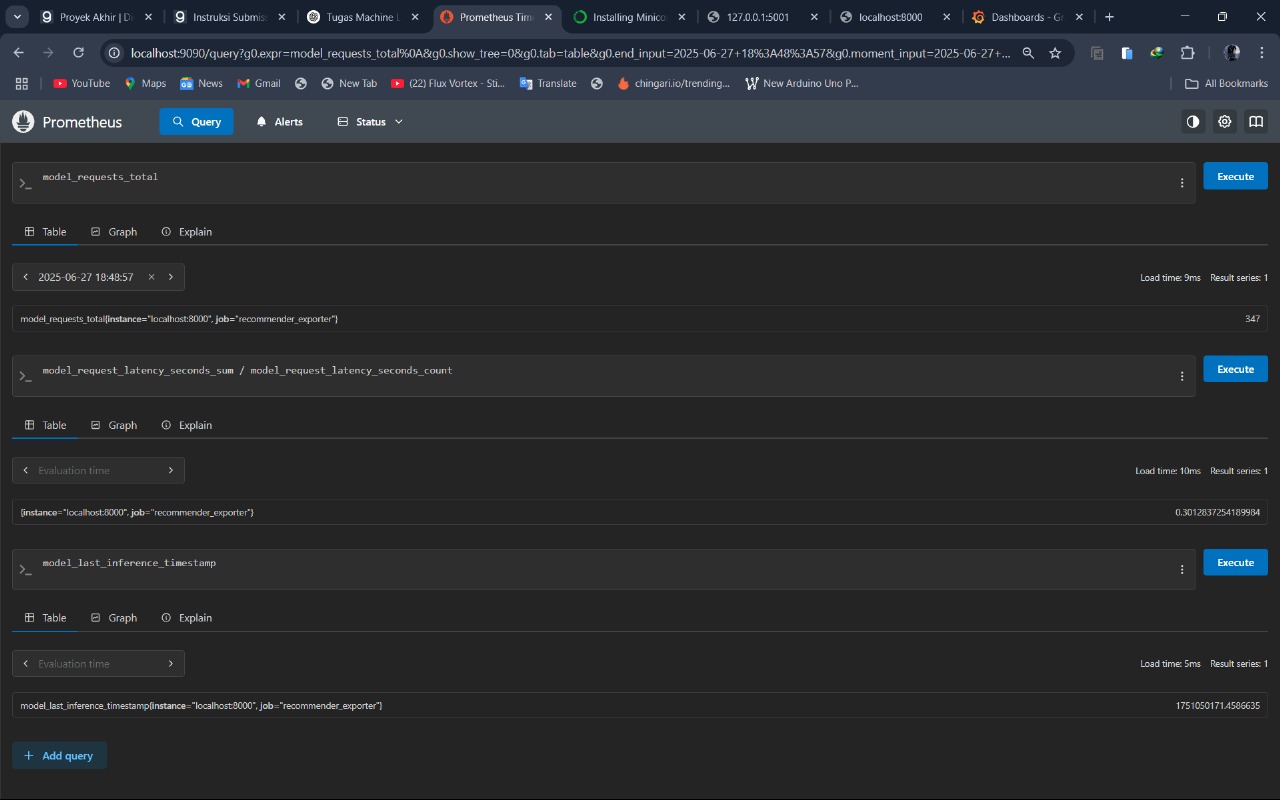 Proyek Akhir | Di
Instruksi Submis
Tugas Machine L
Prometheus Time
Installing Minico
127.0.0.1:5001
localhost:8000
Dashboards - Gr
localhost:9090/query?g0.expr=model_requests_total%0A&g0.show_tree=0&g0.tab=table&g0.end_input=2025-06-27+18%3A48%3A57&g0.moment_input=2025-06-27+...
YouTube
Maps
News
Gmail
New Tab
(22) Flux Vortex - Sti...
Translate
chingari.io/trending...
New Arduino Uno P...
All Bookmarks
Prometheus
Query
Alerts
Status
model_requests_total
Execute
Table
Graph
Explain
2025-06-27 18:48:57
Load time: 9ms Result series: 1
model_requests_total{instance="localhost:8000", job="recommender_exporter"}
347
model_request_latency_seconds_sum / model_request_latency_seconds_count
Execute
Table
Graph
Explain
Evaluation time
Load time: 10ms Result series: 1
{instance="localhost:8000", job="recommender_exporter"}
0.3012837254189984
model_last_inference_timestamp
Execute
Table
Graph
Explain
Evaluation time
Load time: 5ms Result series: 1
model_last_inference_timestamp{instance="localhost:8000", job="recommender_exporter"}
1751050171.4586635
Add query